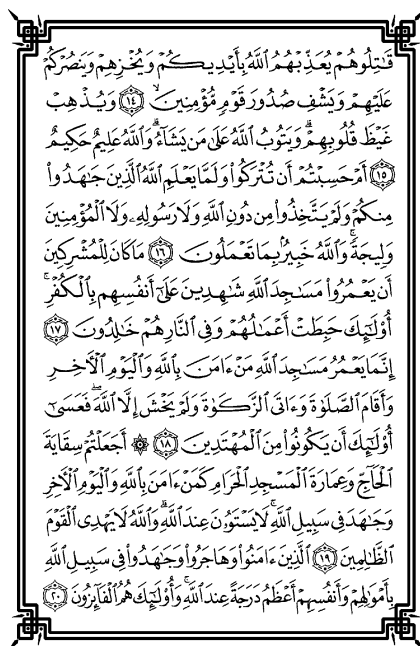 قَٰتِلُوهُمْ يُعَذِّبْهُمُ ٱللَّهُ بِأَيْدِيكُمْ وَيُخْزِهِمْ وَيَنصُرْكُمْ
عَلَيْهِمْ وَيَشْفِ صُدُورَ قَوْمٍ مُّؤْمِنِينَ ۝١٤ وَيُذْهِبْ
غَيْظَ قُلُوبِهِمْ ۗ وَيَتُوبُ ٱللَّهُ عَلَىٰ مَن يَشَآءُ ۗ وَٱللَّهُ عَلِيمٌ حَكِيمٌ
۝١٥ أَمْ حَسِبْتُمْ أَن تُتْرَكُوا۟ وَلَمَّا يَعْلَمِ ٱللَّهُ ٱلَّذِينَ جَٰهَدُوا۟
مِنكُمْ وَلَمْ يَتَّخِذُوا۟ مِن دُونِ ٱللَّهِ وَلَا رَسُولِهِۦ وَلَا ٱلْمُؤْمِنِينَ
وَلِيجَةً ۚ وَٱللَّهُ خَبِيرٌۢ بِمَا تَعْمَلُونَ ۝١٦ مَا كَانَ لِلْمُشْرِكِينَ
أَن يَعْمُرُوا۟ مَسَٰجِدَ ٱللَّهِ شَٰهِدِينَ عَلَىٰٓ أَنفُسِهِم بِٱلْكُفْرِ ۚ
أُو۟لَٰٓئِكَ حَبِطَتْ أَعْمَٰلُهُمْ وَفِى ٱلنَّارِ هُمْ خَٰلِدُونَ ۝١٧
إِنَّمَا يَعْمُرُ مَسَٰجِدَ ٱللَّهِ مَنْ ءَامَنَ بِٱللَّهِ وَٱلْيَوْمِ ٱلْءَاخِرِ
وَأَقَامَ ٱلصَّلَوٰةَ وَءَاتَى ٱلزَّكَوٰةَ وَلَمْ يَخْشَ إِلَّا ٱللَّهَ ۖ فَعَسَىٰٓ
أُو۟لَٰٓئِكَ أَن يَكُونُوا۟ مِنَ ٱلْمُهْتَدِينَ ۝١٨ ۞ أَجَعَلْتُمْ سِقَايَةَ
ٱلْحَآجِّ وَعِمَارَةَ ٱلْمَسْجِدِ ٱلْحَرَامِ كَمَنْ ءَامَنَ بِٱللَّهِ وَٱلْيَوْمِ ٱلْءَاخِرِ
وَجَٰهَدَ فِى سَبِيلِ ٱللَّهِ ۚ لَا يَسْتَوُۥنَ عِندَ ٱللَّهِ ۗ وَٱللَّهُ لَا يَهْدِى ٱلْقَوْمَ
ٱلظَّٰلِمِينَ ۝١٩ ٱلَّذِينَ ءَامَنُوا۟ وَهَاجَرُوا۟ وَجَٰهَدُوا۟ فِى سَبِيلِ ٱللَّهِ
بِأَمْوَٰلِهِمْ وَأَنفُسِهِمْ أَعْظَمُ دَرَجَةً عِندَ ٱللَّهِ ۚ وَأُو۟لَٰٓئِكَ هُمُ ٱلْفَآئِزُونَ ۝٢٠